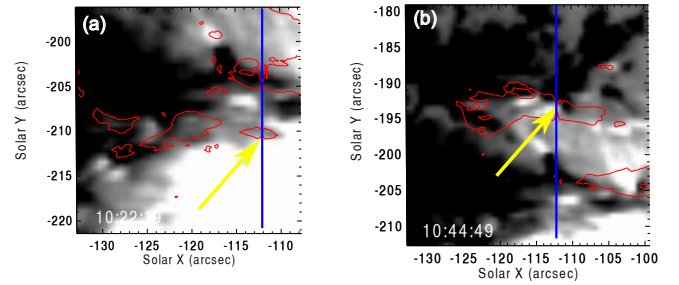 (a)
-200
-205
-210
-215
-220
Solar Y (arcsec)
10:22:19
-130 -125 -120 -115 -110
Solar X (arcsec)
(b)
-180
-185
-190
-195
-200
-205
-210
Solar Y (arcsec)
10:44:49
-130 -125 -120 -115 -110 -105 -100
Solar X (arcsec)